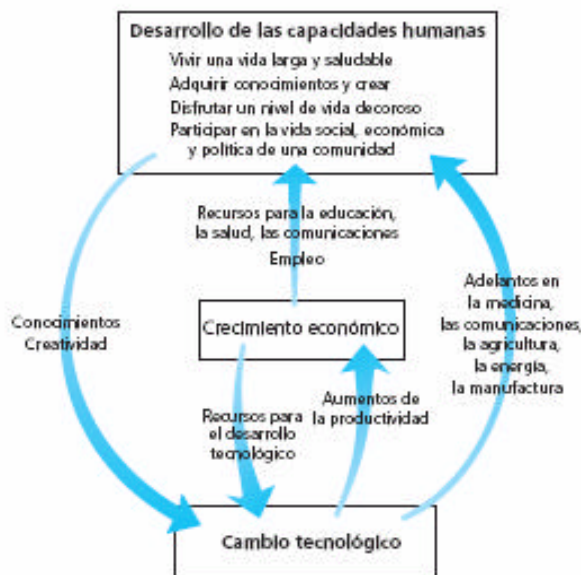 Desarrollo de las capacidades humanas
Vivir una vida larga y saludable
Adquirir conocimientos y crear
Disfrutar un nivel de vida decoroso
Participar en la vida social, económica
y política de una comunidad
Recursos para la educación,
la salud, las comunicaciones
Empleo
Conocimientos
Creatividad
Crecimiento económico
Adelantos en
la medicina,
las comunicaciones,
la agricultura,
la energía,
la manufactura
Recursos para
el desarrollo
tecnológico
Aumentos de
la productividad
Cambio tecnológico